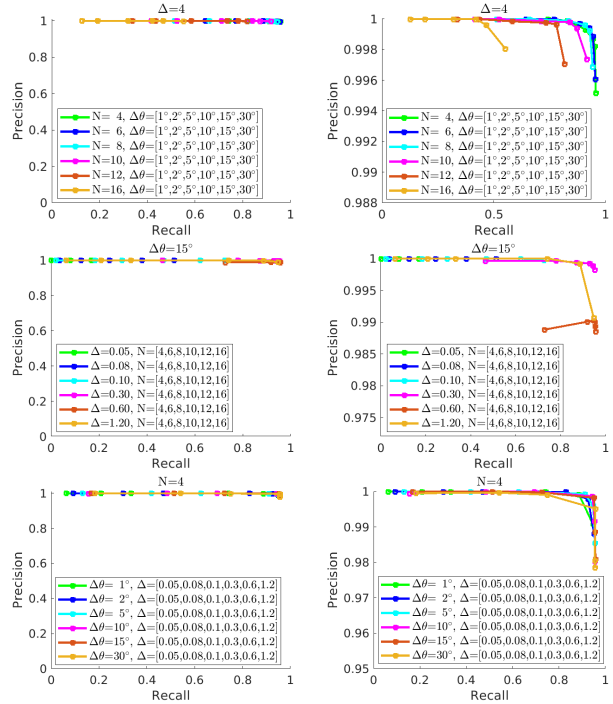 Δ=4
1
0.8
0.6
0.4
0.2
0
Precision
N= 4, Δθ=[1°,2°,5°,10°,15°,30°]
N= 6, Δθ=[1°,2°,5°,10°,15°,30°]
N= 8, Δθ=[1°,2°,5°,10°,15°,30°]
N=10, Δθ=[1°,2°,5°,10°,15°,30°]
N=12, Δθ=[1°,2°,5°,10°,15°,30°]
N=16, Δθ=[1°,2°,5°,10°,15°,30°]
0 0.2 0.4 0.6 0.8 1
Recall
Δ=4
1
0.998
0.996
0.994
0.992
0.99
0.988
Precision
N= 4, Δθ=[1°,2°,5°,10°,15°,30°]
N= 6, Δθ=[1°,2°,5°,10°,15°,30°]
N= 8, Δθ=[1°,2°,5°,10°,15°,30°]
N=10, Δθ=[1°,2°,5°,10°,15°,30°]
N=12, Δθ=[1°,2°,5°,10°,15°,30°]
N=16, Δθ=[1°,2°,5°,10°,15°,30°]
0 0.5 1
Recall
Δθ=15°
1
0.8
0.6
0.4
0.2
0
Precision
Δ=0.05, N=[4,6,8,10,12,16]
Δ=0.08, N=[4,6,8,10,12,16]
Δ=0.10, N=[4,6,8,10,12,16]
Δ=0.30, N=[4,6,8,10,12,16]
Δ=0.60, N=[4,6,8,10,12,16]
Δ=1.20, N=[4,6,8,10,12,16]
0 0.2 0.4 0.6 0.8 1
Recall
Δθ=15°
1
0.995
0.99
0.985
0.98
0.975
Precision
Δ=0.05, N=[4,6,8,10,12,16]
Δ=0.08, N=[4,6,8,10,12,16]
Δ=0.10, N=[4,6,8,10,12,16]
Δ=0.30, N=[4,6,8,10,12,16]
Δ=0.60, N=[4,6,8,10,12,16]
Δ=1.20, N=[4,6,8,10,12,16]
0 0.2 0.4 0.6 0.8 1
Recall
N=4
1
0.8
0.6
0.4
0.2
0
Precision
Δθ= 1°, Δ=[0.05,0.08,0.1,0.3,0.6,1.2]
Δθ= 2°, Δ=[0.05,0.08,0.1,0.3,0.6,1.2]
Δθ= 5°, Δ=[0.05,0.08,0.1,0.3,0.6,1.2]
Δθ=10°, Δ=[0.05,0.08,0.1,0.3,0.6,1.2]
Δθ=15°, Δ=[0.05,0.08,0.1,0.3,0.6,1.2]
Δθ=30°, Δ=[0.05,0.08,0.1,0.3,0.6,1.2]
0 0.2 0.4 0.6 0.8 1
Recall
N=4
1
0.99
0.98
0.97
0.96
0.95
Precision
Δθ= 1°, Δ=[0.05,0.08,0.1,0.3,0.6,1.2]
Δθ= 2°, Δ=[0.05,0.08,0.1,0.3,0.6,1.2]
Δθ= 5°, Δ=[0.05,0.08,0.1,0.3,0.6,1.2]
Δθ=10°, Δ=[0.05,0.08,0.1,0.3,0.6,1.2]
Δθ=15°, Δ=[0.05,0.08,0.1,0.3,0.6,1.2]
Δθ=30°, Δ=[0.05,0.08,0.1,0.3,0.6,1.2]
0 0.2 0.4 0.6 0.8 1
Recall